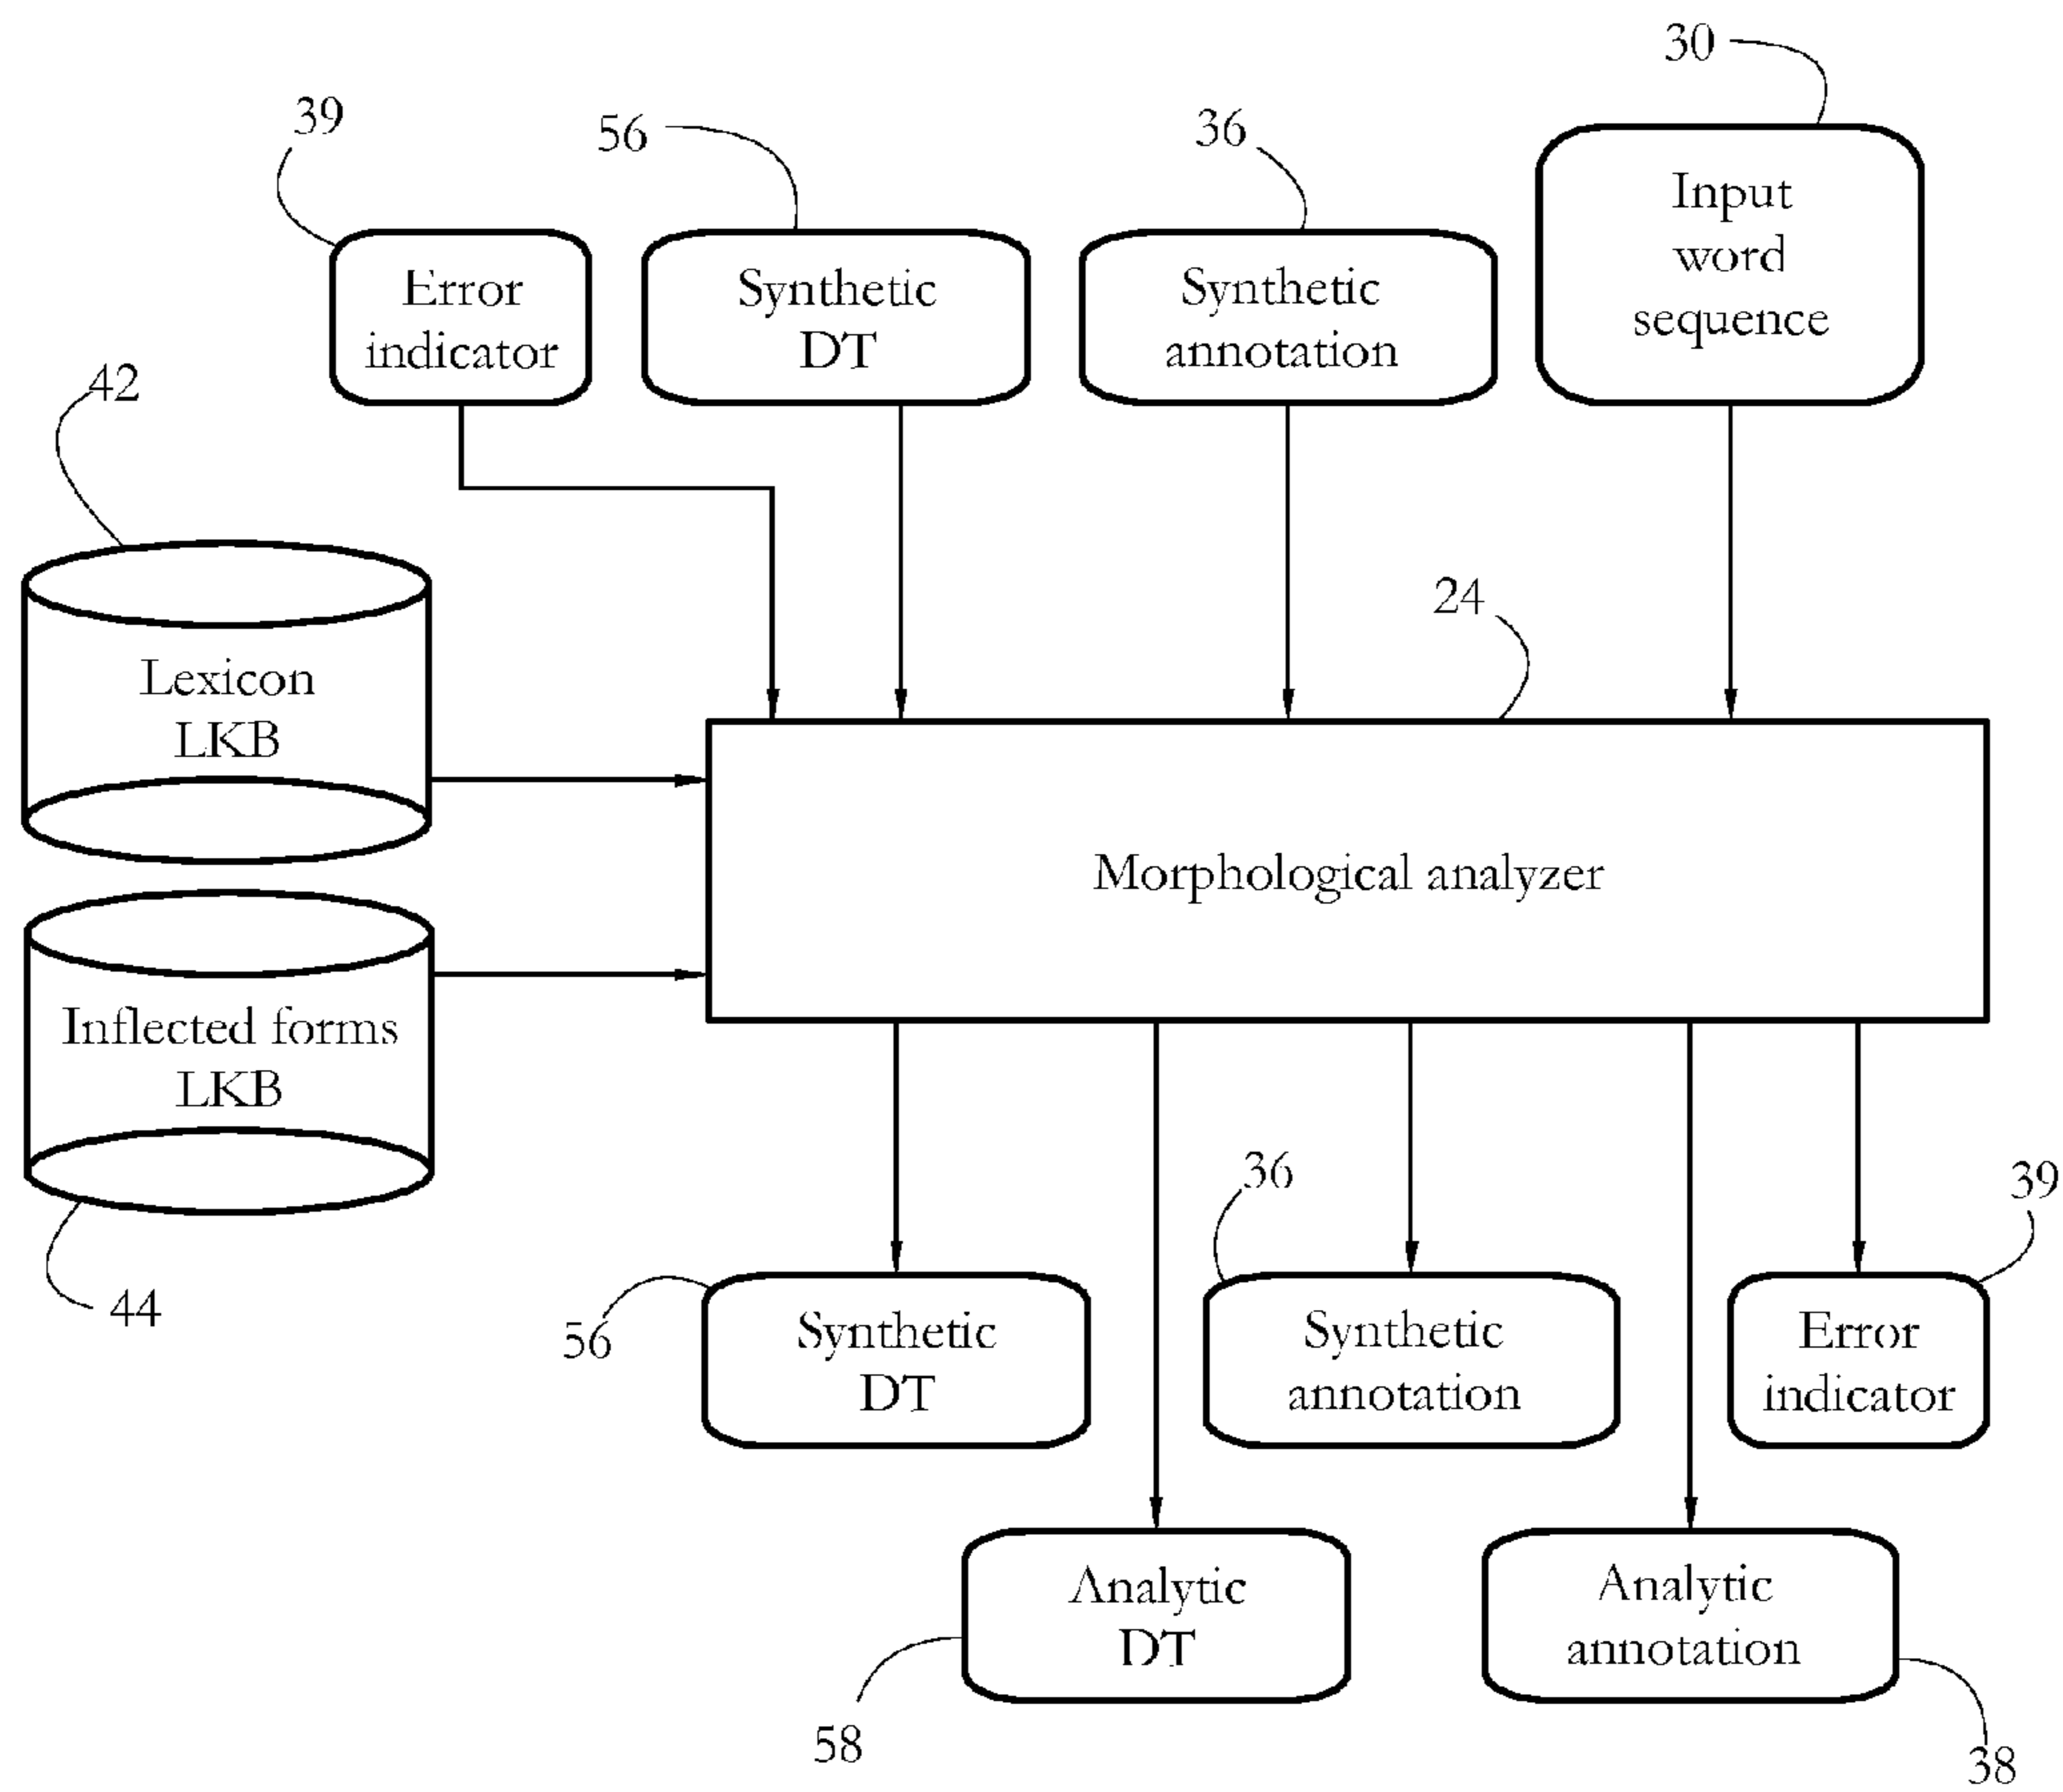 30
39
56
36
Input
word
sequence
Error
indicator
Synthetic
DT
Synthetic
annotation
42
24
Lexicon
LKB
Morphological analyzer
Inflected forms
LKB
44
36
39
56
Synthetic
DT
Synthetic
annotation
Error
indicator
Analytic
DT
Analytic
annotation
58
38